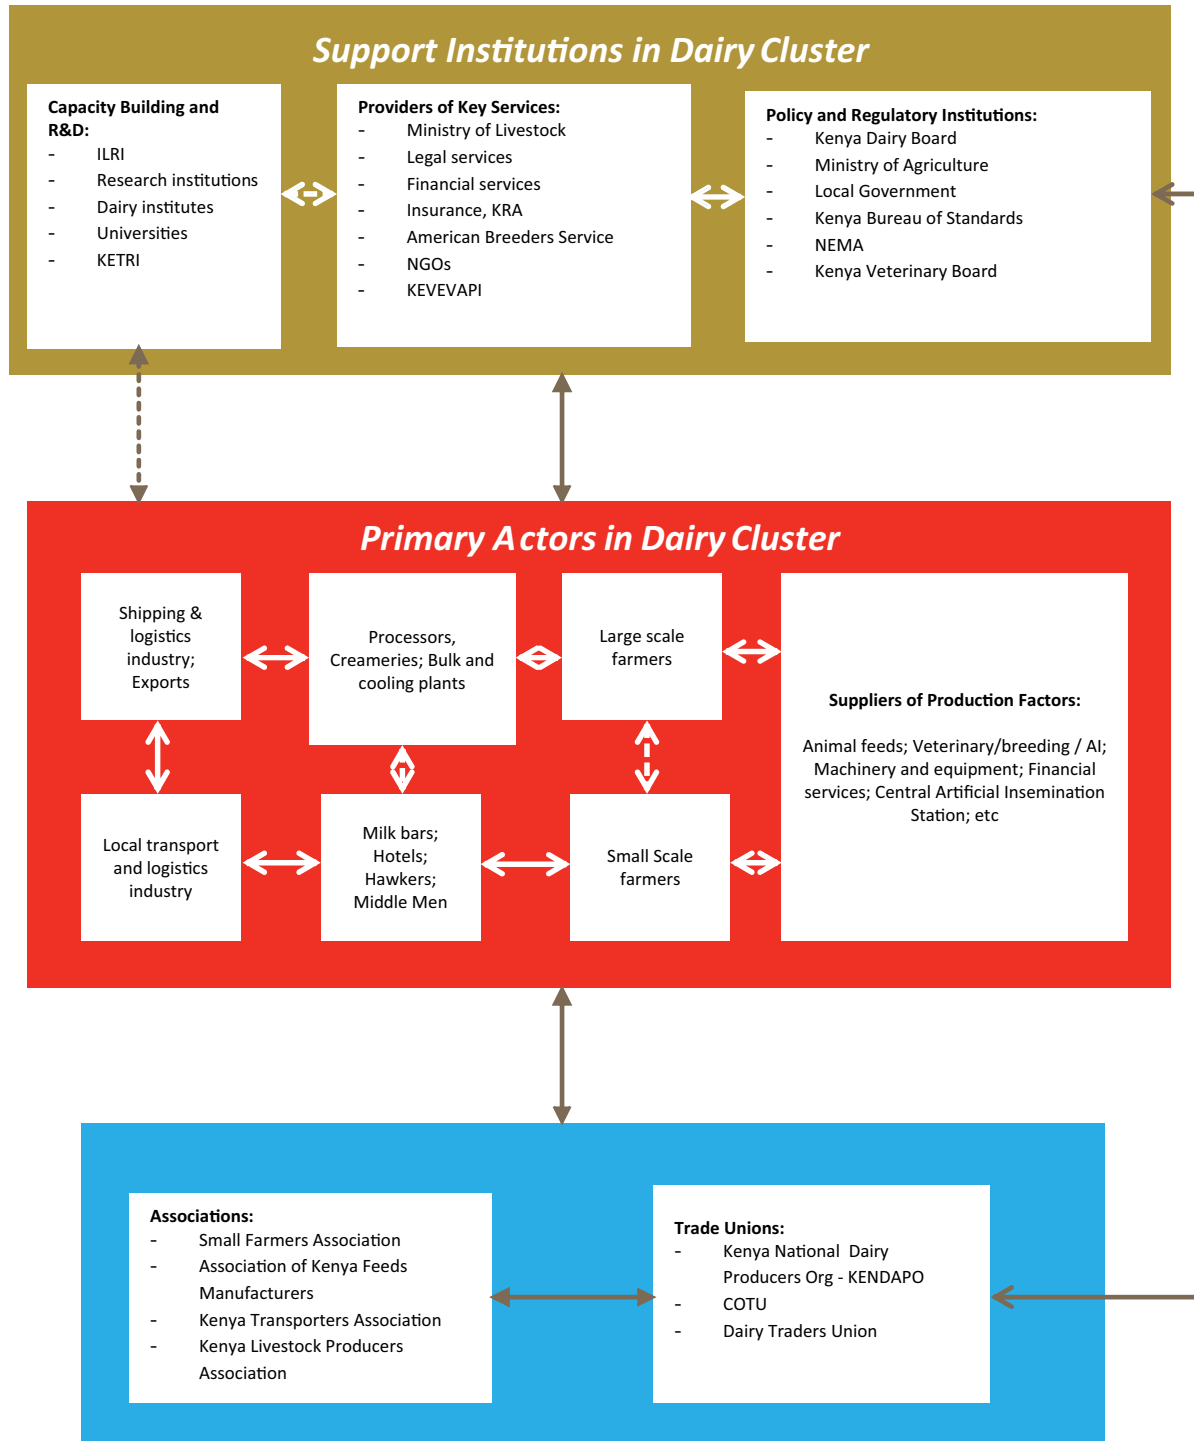 Support Institutions in Dairy Cluster
Capacity Building and
R&D:
- ILRI
- Research institutions
- Dairy institutes
- Universities
- KETRI
Providers of Key Services:
- Ministry of Livestock
- Legal services
- Financial services
- Insurance, KRA
- American Breeders Service
- NGOs
- KEVEVAPI
Policy and Regulatory Institutions:
- Kenya Dairy Board
- Ministry of Agriculture
- Local Government
- Kenya Bureau of Standards
- NEMA
- Kenya Veterinary Board
Primary Actors in Dairy Cluster
Shipping &
logistics
industry;
Exports
Processors,
Creameries; Bulk and
cooling plants
Large scale
farmers
Suppliers of Production Factors:
Animal feeds; Veterinary/breeding / AI;
Machinery and equipment; Financial
services; Central Artificial Insemination
Station; etc
Local transport
and logistics
industry
Milk bars;
Hotels;
Hawkers;
Middle Men
Small Scale
farmers
Associations:
- Small Farmers Association
- Association of Kenya Feeds
Manufacturers
- Kenya Transporters Association
- Kenya Livestock Producers
Association
Trade Unions:
- Kenya National Dairy
Producers Org - KENDAPO
- COTU
- Dairy Traders Union